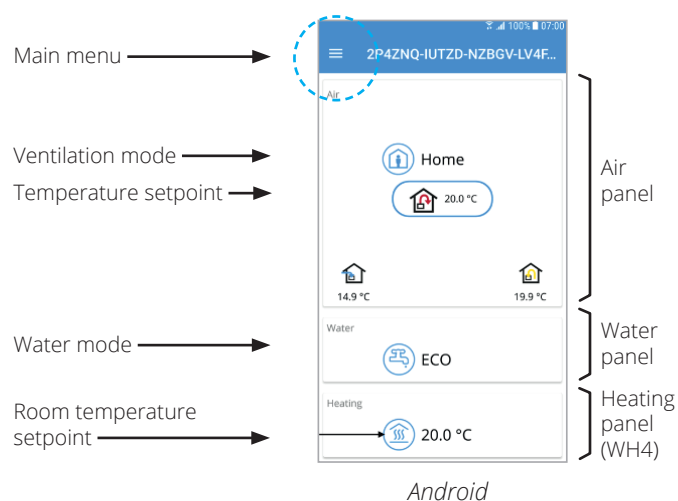 100% 07:00
Main menu
2P4ZNQ-IUTZD-NZBGV-LV4F...
Air
Ventilation mode
Home
Air
panel
Temperature setpoint
20.0 °C
14.9 °C
19.9 °C
Water
Water
panel
Water mode
ECO
Heating
Heating
panel
(WH4)
Room temperature
setpoint
20.0 °C
Android